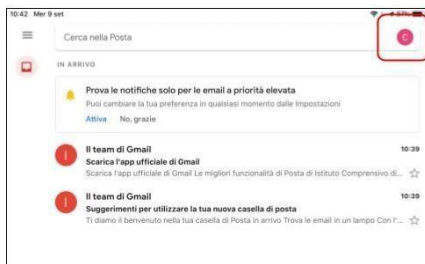 10:42 Mer 9 set
57%
Cerca nella Posta
C
IN ARRIVO
Prova le notifiche solo per le email a priorità elevata
Puoi cambiare la tua preferenza in qualsiasi momento dalle Impostazioni
Attiva No, grazie
I
Il team di Gmail 10:39
Scarica l'app ufficiale di Gmail
Scarica l'app ufficiale di Gmail Le migliori funzionalità di Posta di Istituto Comprensivo di...
I
Il team di Gmail 10:39
Suggerimenti per utilizzare la tua nuova casella di posta
Ti diamo il benvenuto nella tua casella di Posta in arrivo Trova le email in un lampo Con l'...